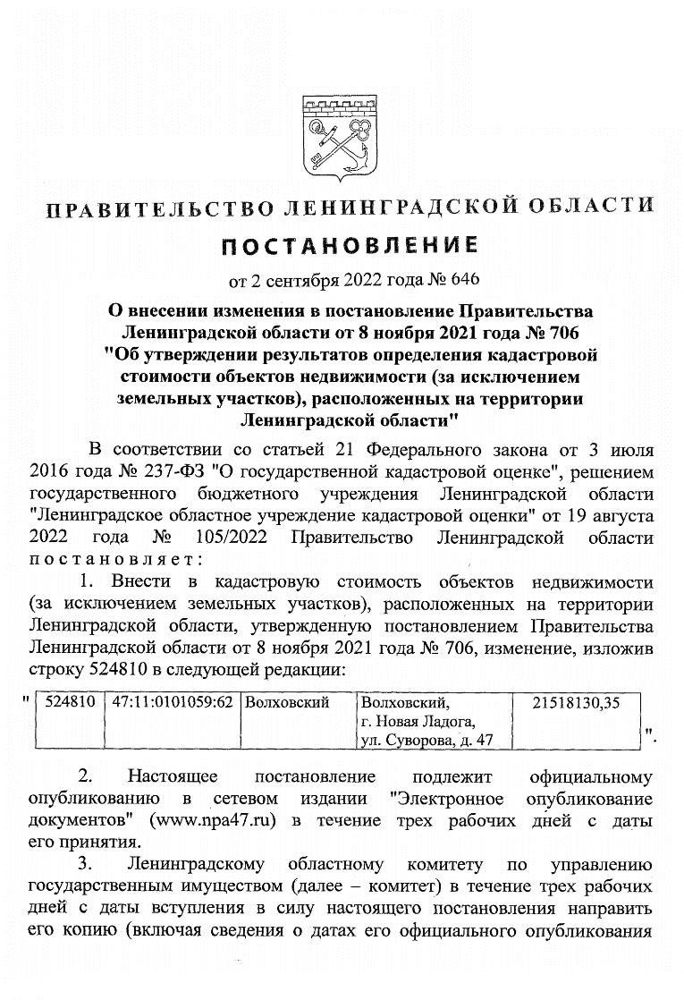 ПРАВИТЕЛЬСТВО ЛЕНИНГРАДСКОЙ ОБЛАСТИ
ПОСТАНОВЛЕНИЕ
от 2 сентября 2022 года № 646
О внесении изменения в постановление Правительства
Ленинградской области от 8 ноября 2021 года № 706
"Об утверждении результатов определения кадастровой
стоимости объектов недвижимости (за исключением
земельных участков), расположенных на территории
Ленинградской области"
В соответствии со статьей 21 Федерального закона от 3 июля
2016 года № 237-ФЗ "О государственной кадастровой оценке", решением
государственного бюджетного учреждения Ленинградской области
"Ленинградское областное учреждение кадастровой оценки" от 19 августа
2022 года № 105/2022 Правительство Ленинградской области
постановляет:
1. Внести в кадастровую стоимость объектов недвижимости
(за исключением земельных участков), расположенных на территории
Ленинградской области, утвержденную постановлением Правительства
Ленинградской области от 8 ноября 2021 года № 706, изменение, изложив
строку 524810 в следующей редакции:
" 524810 47:11:0101059:62 Волховский Волховский, 21518130,35
г. Новая Ладога,
ул. Суворова, д. 47 ".
2. Настоящее постановление подлежит официальному
опубликованию в сетевом издании "Электронное опубликование
документов" (www.npa47.ru) в течение трех рабочих дней с даты
его принятия.
3. Ленинградскому областному комитету по управлению
государственным имуществом (далее – комитет) в течение трех рабочих
дней с даты вступления в силу настоящего постановления направить
его копию (включая сведения о датах его официального опубликования